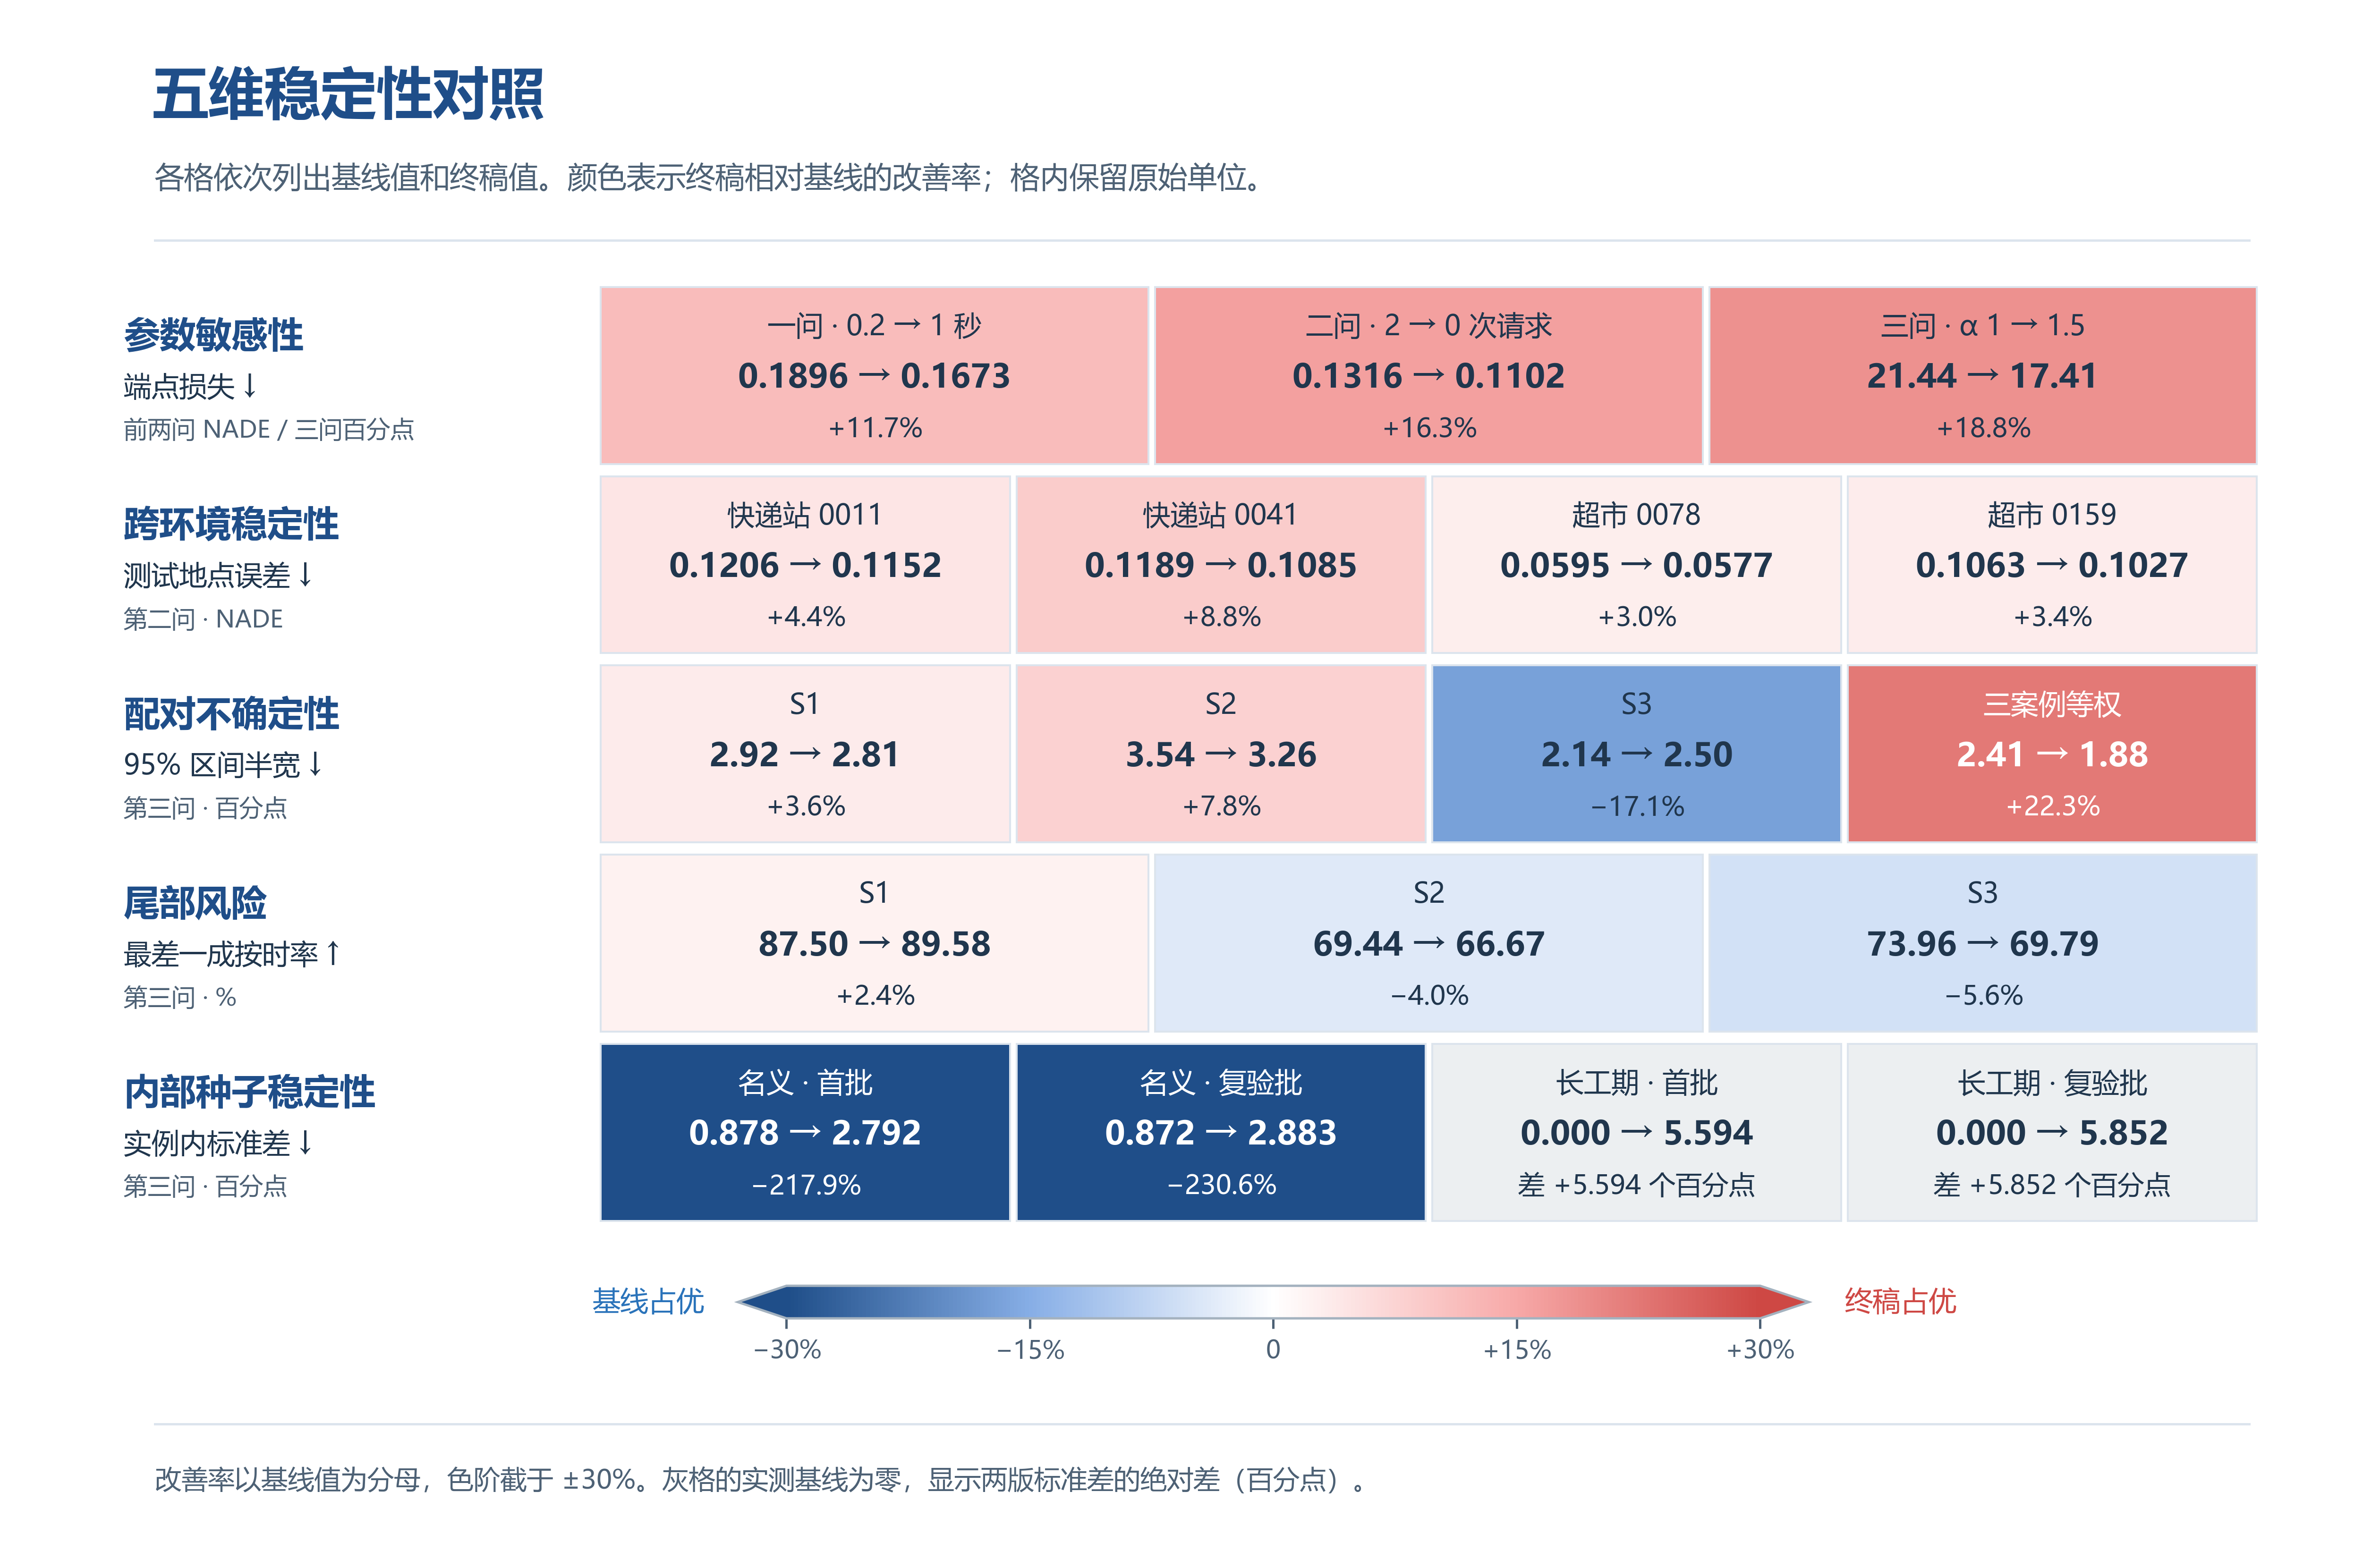 五维稳定性对照
各格依次列出基线值和终稿值。颜色表示终稿相对基线的改善率；格内保留原始单位。
参数敏感性
端点损失 ↓
前两问 NADE / 三问百分点
一问 · 0.2 → 1 秒
0.1896 → 0.1673
+11.7%
二问 · 2 → 0 次请求
0.1316 → 0.1102
+16.3%
三问 · α 1 → 1.5
21.44 → 17.41
+18.8%
跨环境稳定性
测试地点误差 ↓
第二问 · NADE
快递站 0011
0.1206 → 0.1152
+4.4%
快递站 0041
0.1189 → 0.1085
+8.8%
超市 0078
0.0595 → 0.0577
+3.0%
超市 0159
0.1063 → 0.1027
+3.4%
配对不确定性
95% 区间半宽 ↓
第三问 · 百分点
S1
2.92 → 2.81
+3.6%
S2
3.54 → 3.26
+7.8%
S3
2.14 → 2.50
−17.1%
三案例等权
2.41 → 1.88
+22.3%
尾部风险
最差一成按时率 ↑
第三问 · %
S1
87.50 → 89.58
+2.4%
S2
69.44 → 66.67
−4.0%
S3
73.96 → 69.79
−5.6%
内部种子稳定性
实例内标准差 ↓
第三问 · 百分点
名义 · 首批
0.878 → 2.792
−217.9%
名义 · 复验批
0.872 → 2.883
−230.6%
长工期 · 首批
0.000 → 5.594
差 +5.594 个百分点
长工期 · 复验批
0.000 → 5.852
差 +5.852 个百分点
基线占优
终稿占优
−30%
−15%
0
+15%
+30%
改善率以基线值为分母，色阶截于 ±30%。灰格的实测基线为零，显示两版标准差的绝对差（百分点）。